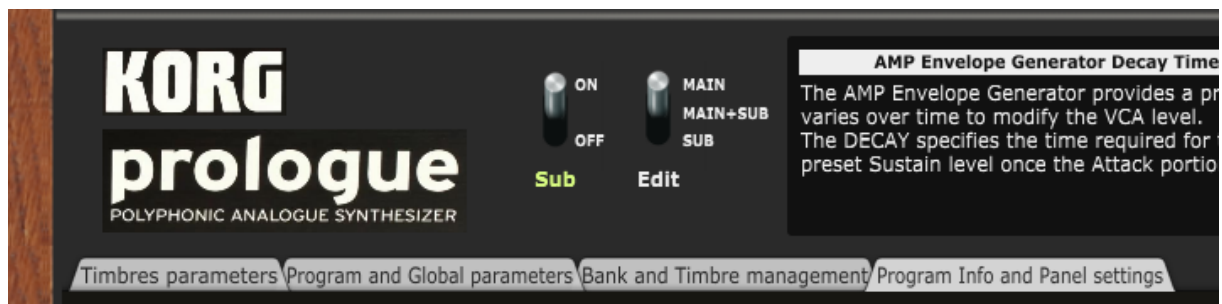 KORG
prologue
POLYPHONIC ANALOGUE SYNTHESIZER
ON
OFF
Sub
MAIN
MAIN+SUB
SUB
Edit
AMP Envelope Generator Decay Time
The AMP Envelope Generator provides a
varies over time to modify the VCA level.
The DECAY specifies the time required for
preset Sustain level once the Attack
Timbres parameters
Program and Global parameters
Bank and Timbre management
Program Info and Panel settings